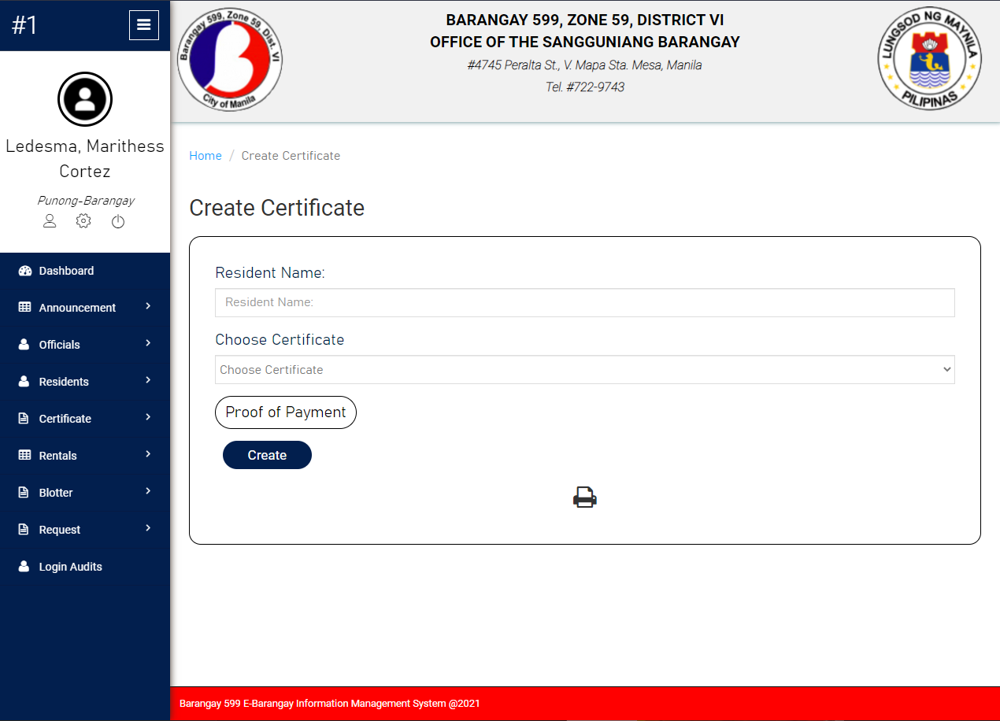 #1
Ledesma, Marithess
Cortez
Punong-Barangay
Dashboard
Announcement
Officials
Residents
Certificate
Rentals
Blotter
Request
Login Audits
Barangay 599, Zone 59, Dist. VI
City of Manila
BARANGAY 599, ZONE 59, DISTRICT VI
OFFICE OF THE SANGGUNIANG BARANGAY
#4745 Peralta St., V. Mapa Sta. Mesa, Manila
Tel. #722-9743
LUNGSOD NG MAYNILA
PILIPINAS
Home / Create Certificate
Create Certificate
Resident Name:
Resident Name:
Choose Certificate
Choose Certificate
Proof of Payment
Create
Barangay 599 E-Barangay Information Management System @2021